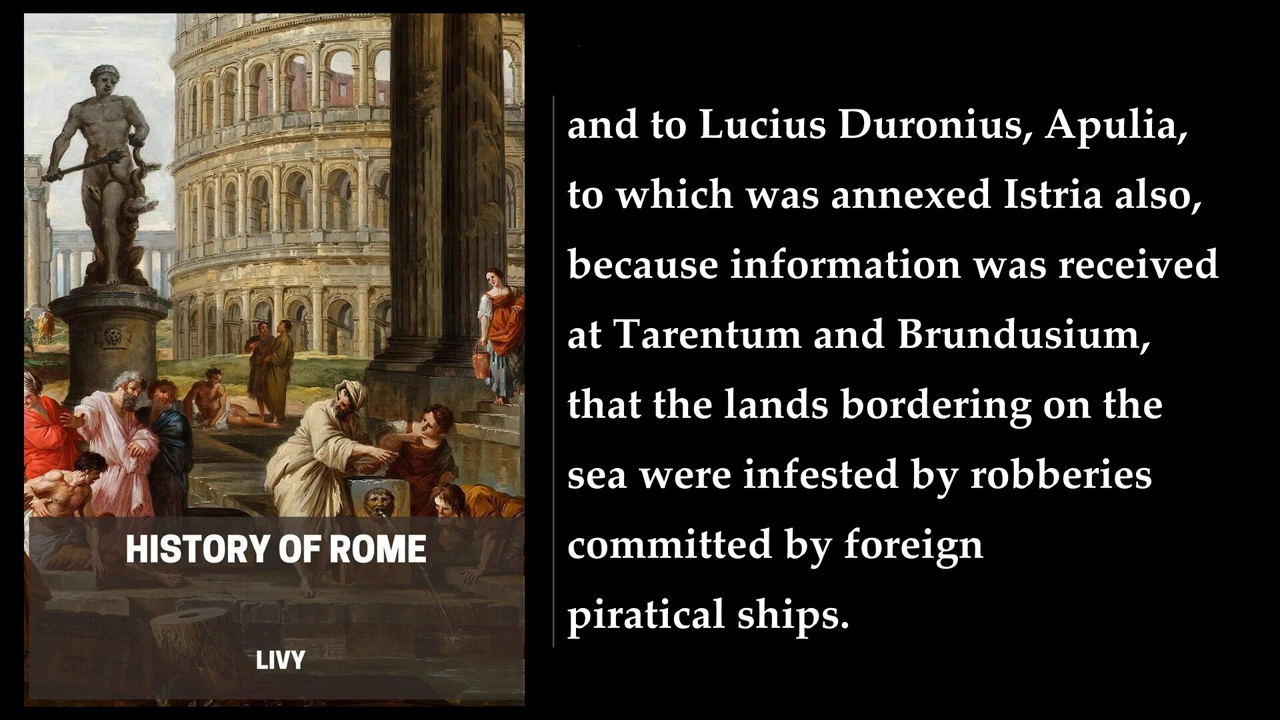 HISTORY OF ROME
LIVY
and to Lucius Duronius, Apulia,
to which was annexed Istria also,
because information was received
at Tarentum and Brundusium,
that the lands bordering on the
sea were infested by robberies
committed by foreign
piratical ships.